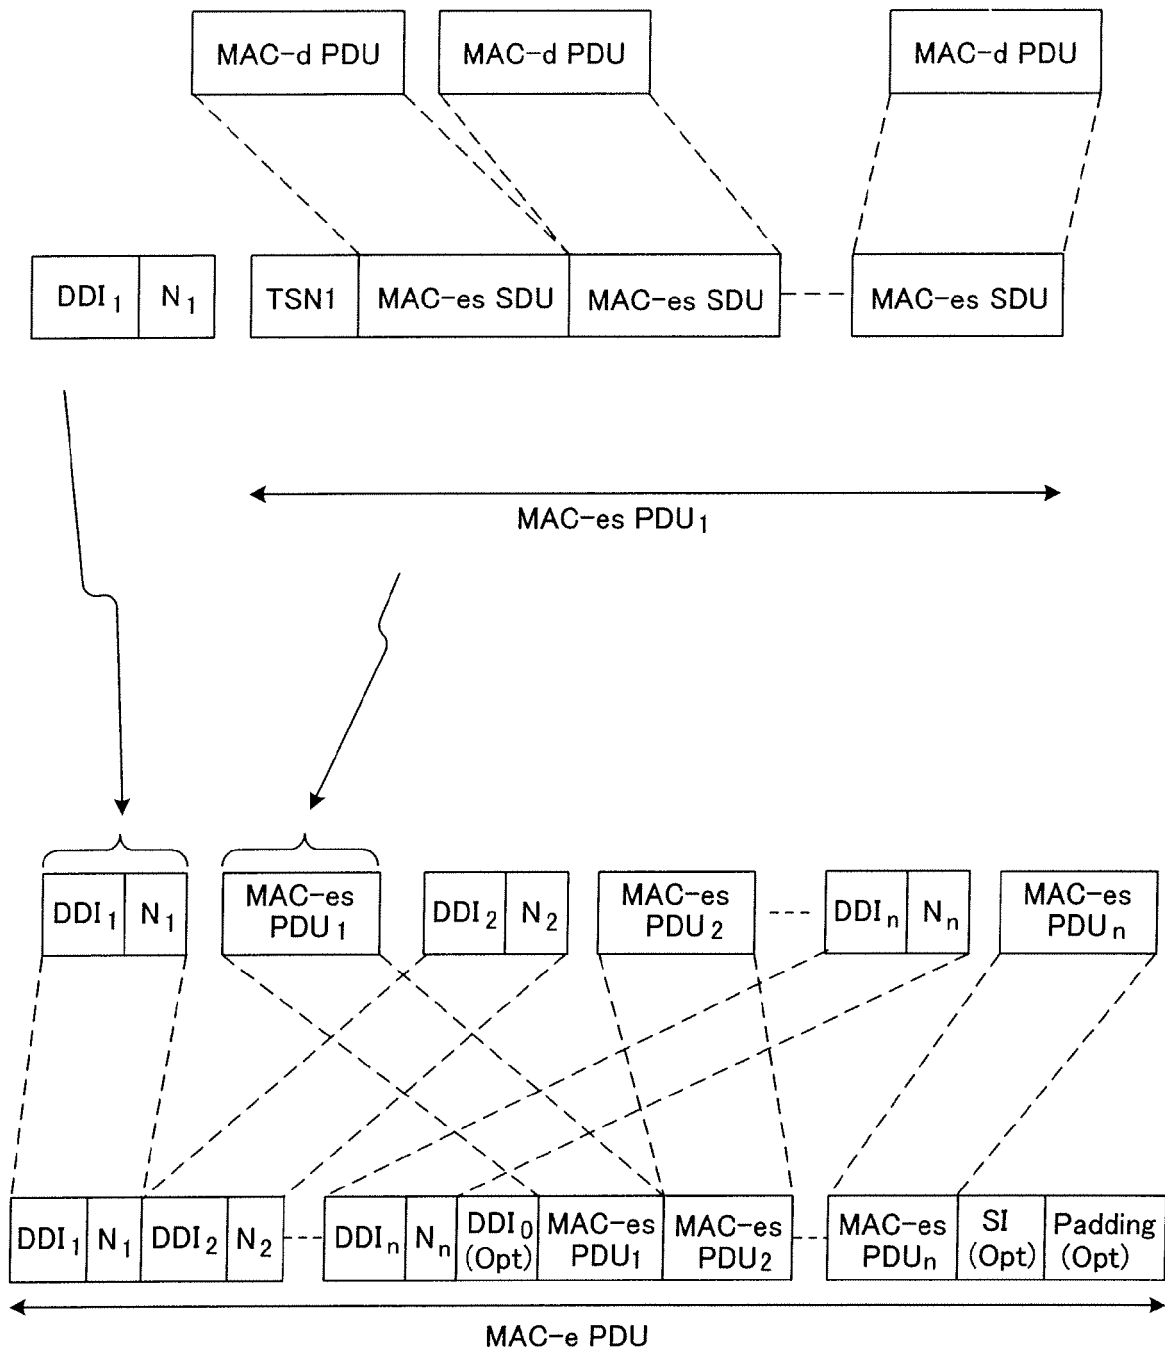 MAC-d PDU MAC-d PDU MAC-d PDU
DDI1 N1 TSN1 MAC-es SDU MAC-es SDU MAC-es SDU
MAC-es PDU1
DDI1 N1 MAC-es PDU1 DDI2 N2 MAC-es PDU2 DDIn Nn MAC-es PDUn
DDI1 N1 DDI2 N2 DDIn Nn DDI0 (Opt) MAC-es PDU1 MAC-es PDU2 MAC-es PDUn SI (Opt) Padding (Opt)
MAC-e PDU